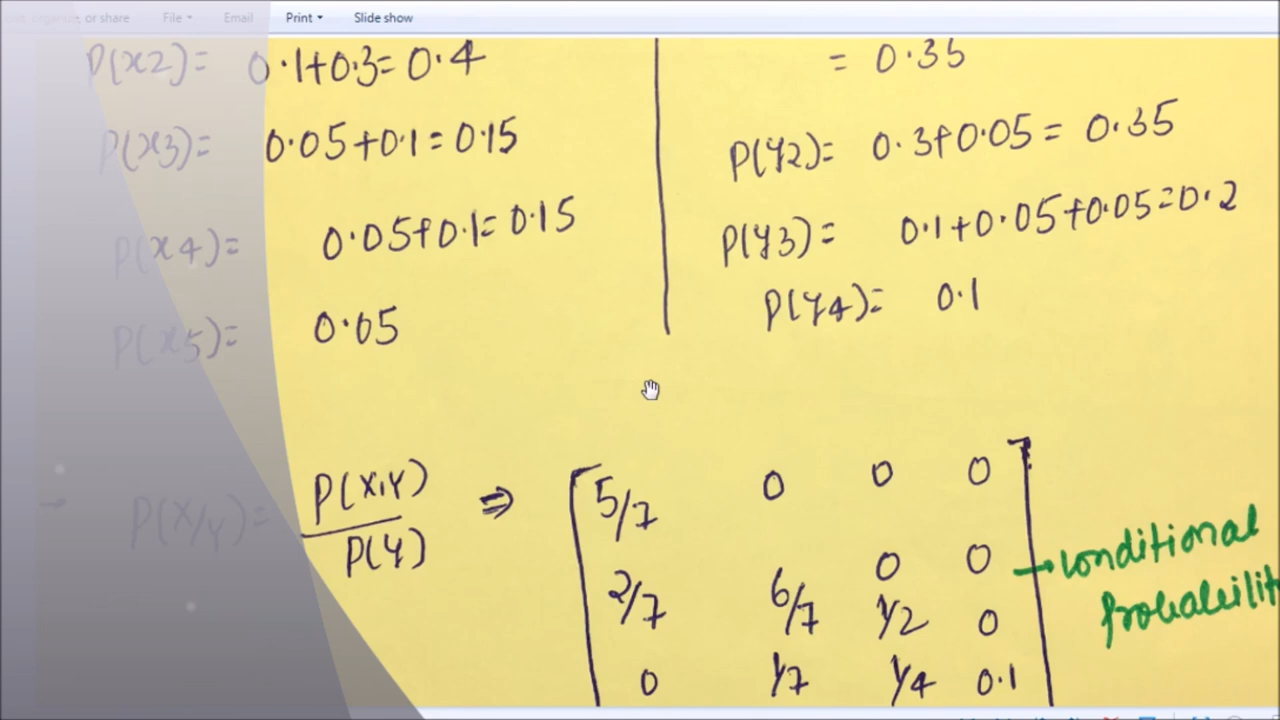 or share File Email Print Slide show
P(x2)= 0.1+0.3=0.4
= 0.35
P(x3)= 0.05+0.1=0.15
P(Y2)= 0.3+0.05= 0.35
P(x4)= 0.05+0.1=0.15
P(Y3)= 0.1+0.05+0.05=0.2
P(x5)= 0.05
P(Y4)= 0.1
P(X/Y)= P(X,Y)/P(Y) ⇒
5/7 0 0 0
2/7 6/7 0 0
1/2 0
0 1/7 1/4 0.1
→ conditional